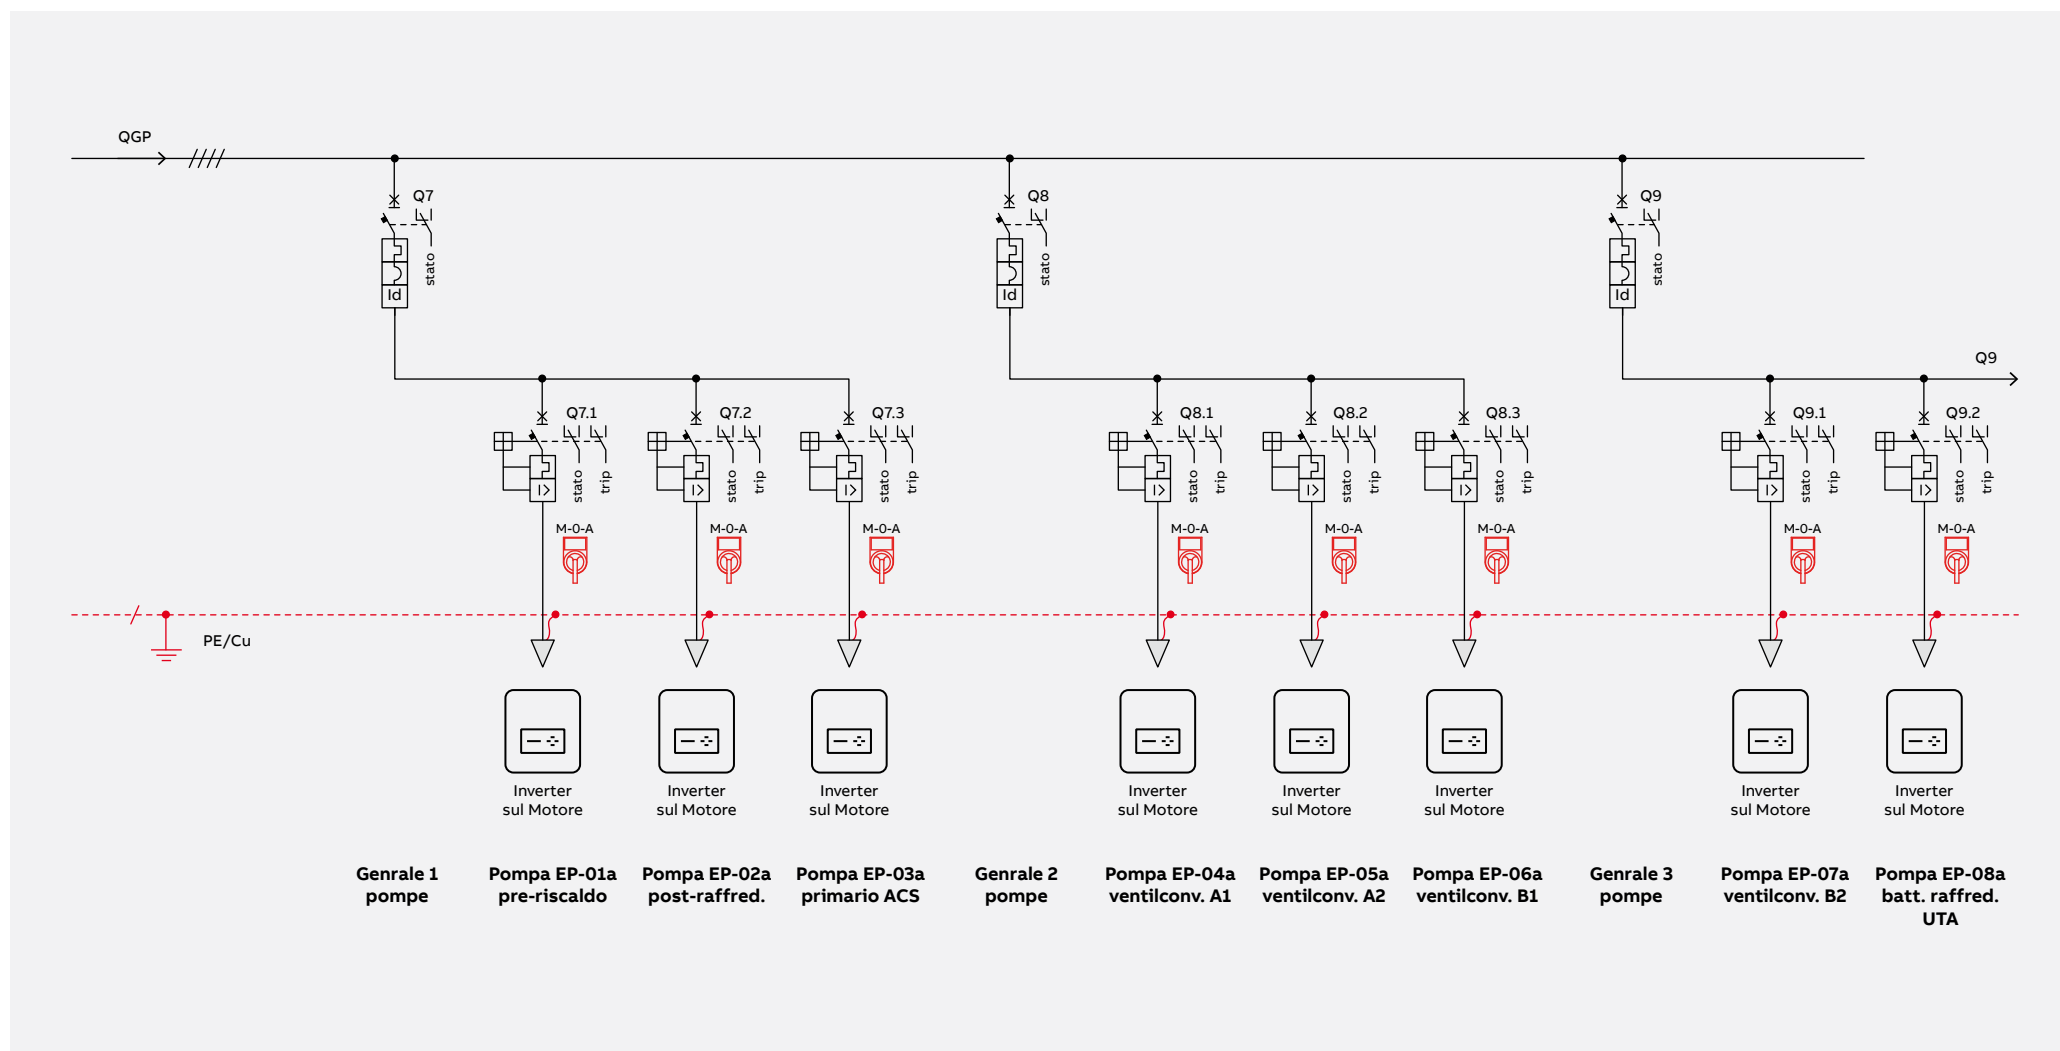 QGP
Q7
Q8
Q9
stato
Id
stato
Id
stato
Id
Q9
Q7.1
Q7.2
Q7.3
Q8.1
Q8.2
Q8.3
Q9.1
Q9.2
I>
stato
trip
I>
stato
trip
I>
stato
trip
I>
stato
trip
I>
stato
trip
I>
stato
trip
I>
stato
trip
I>
stato
trip
M-0-A
M-0-A
M-0-A
M-0-A
M-0-A
M-0-A
M-0-A
M-0-A
PE/Cu
Inverter
sul Motore
Inverter
sul Motore
Inverter
sul Motore
Inverter
sul Motore
Inverter
sul Motore
Inverter
sul Motore
Inverter
sul Motore
Inverter
sul Motore
Genrale 1
pompe
Pompa EP-01a
pre-riscaldo
Pompa EP-02a
post-raffred.
Pompa EP-03a
primario ACS
Genrale 2
pompe
Pompa EP-04a
ventilconv. A1
Pompa EP-05a
ventilconv. A2
Pompa EP-06a
ventilconv. B1
Genrale 3
pompe
Pompa EP-07a
ventilconv. B2
Pompa EP-08a
batt. raffred.
UTA